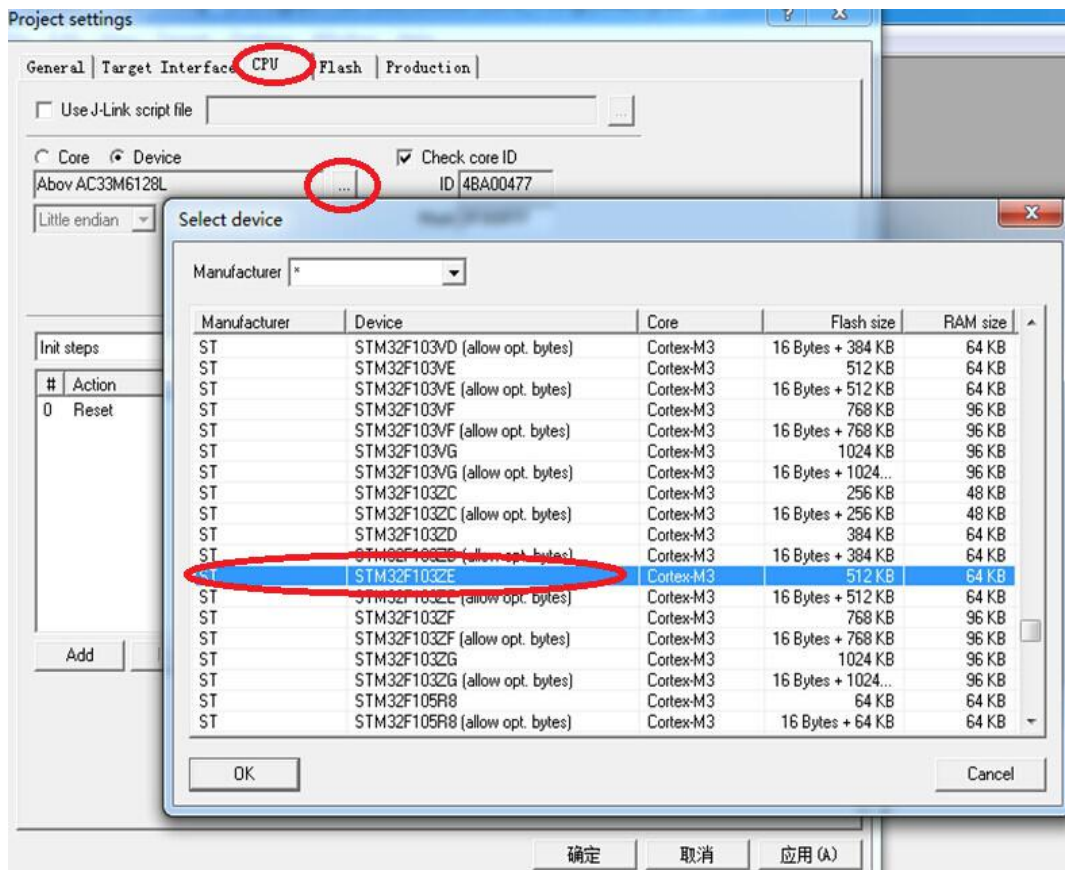 Project settings
General Target Interface CPU Flash Production
Use J-Link script file ...
Core Device Check core ID
Abov AC33M6128L ... ID 4BA00477
Little endian
Select device
Manufacturer *
Manufacturer Device Core Flash size RAM size
ST STM32F103VD (allow opt. bytes) Cortex-M3 16 Bytes + 384 KB 64 KB
ST STM32F103VE Cortex-M3 512 KB 64 KB
ST STM32F103VE (allow opt. bytes) Cortex-M3 16 Bytes + 512 KB 64 KB
ST STM32F103VF Cortex-M3 768 KB 96 KB
ST STM32F103VF (allow opt. bytes) Cortex-M3 16 Bytes + 768 KB 96 KB
ST STM32F103VG Cortex-M3 1024 KB 96 KB
ST STM32F103VG (allow opt. bytes) Cortex-M3 16 Bytes + 1024... 96 KB
ST STM32F103ZC Cortex-M3 256 KB 48 KB
ST STM32F103ZC (allow opt. bytes) Cortex-M3 16 Bytes + 256 KB 48 KB
ST STM32F103ZD Cortex-M3 384 KB 64 KB
ST STM32F103ZD (allow opt. bytes) Cortex-M3 16 Bytes + 384 KB 64 KB
ST STM32F103ZE Cortex-M3 512 KB 64 KB
ST STM32F103ZE (allow opt. bytes) Cortex-M3 16 Bytes + 512 KB 64 KB
ST STM32F103ZF Cortex-M3 768 KB 96 KB
ST STM32F103ZF (allow opt. bytes) Cortex-M3 16 Bytes + 768 KB 96 KB
ST STM32F103ZG Cortex-M3 1024 KB 96 KB
ST STM32F103ZG (allow opt. bytes) Cortex-M3 16 Bytes + 1024... 96 KB
ST STM32F105R8 Cortex-M3 64 KB 64 KB
ST STM32F105R8 (allow opt. bytes) Cortex-M3 16 Bytes + 64 KB 64 KB
OK Cancel
Init steps
# Action
0 Reset
Add
确定 取消 应用(A)